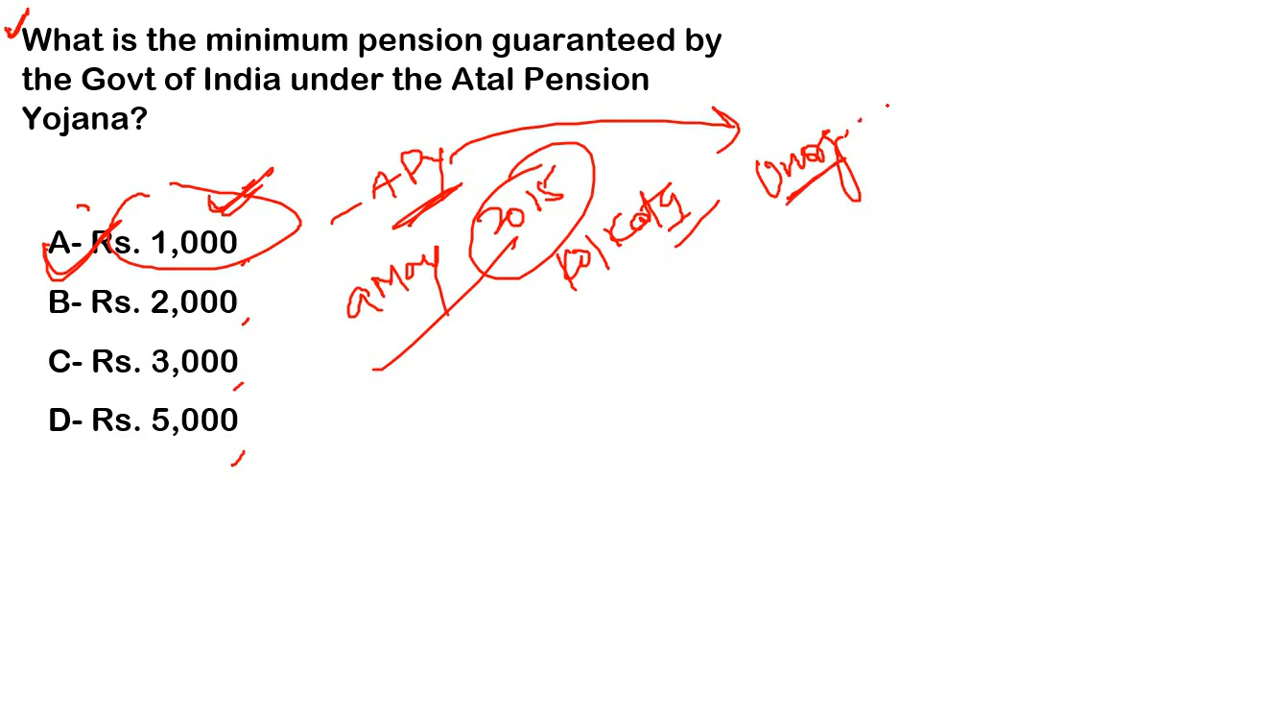 What is the minimum pension guaranteed by
the Govt of India under the Atal Pension
Yojana?
A- Rs. 1,000
B- Rs. 2,000
C- Rs. 3,000
D- Rs. 5,000
APY
2015
9 May